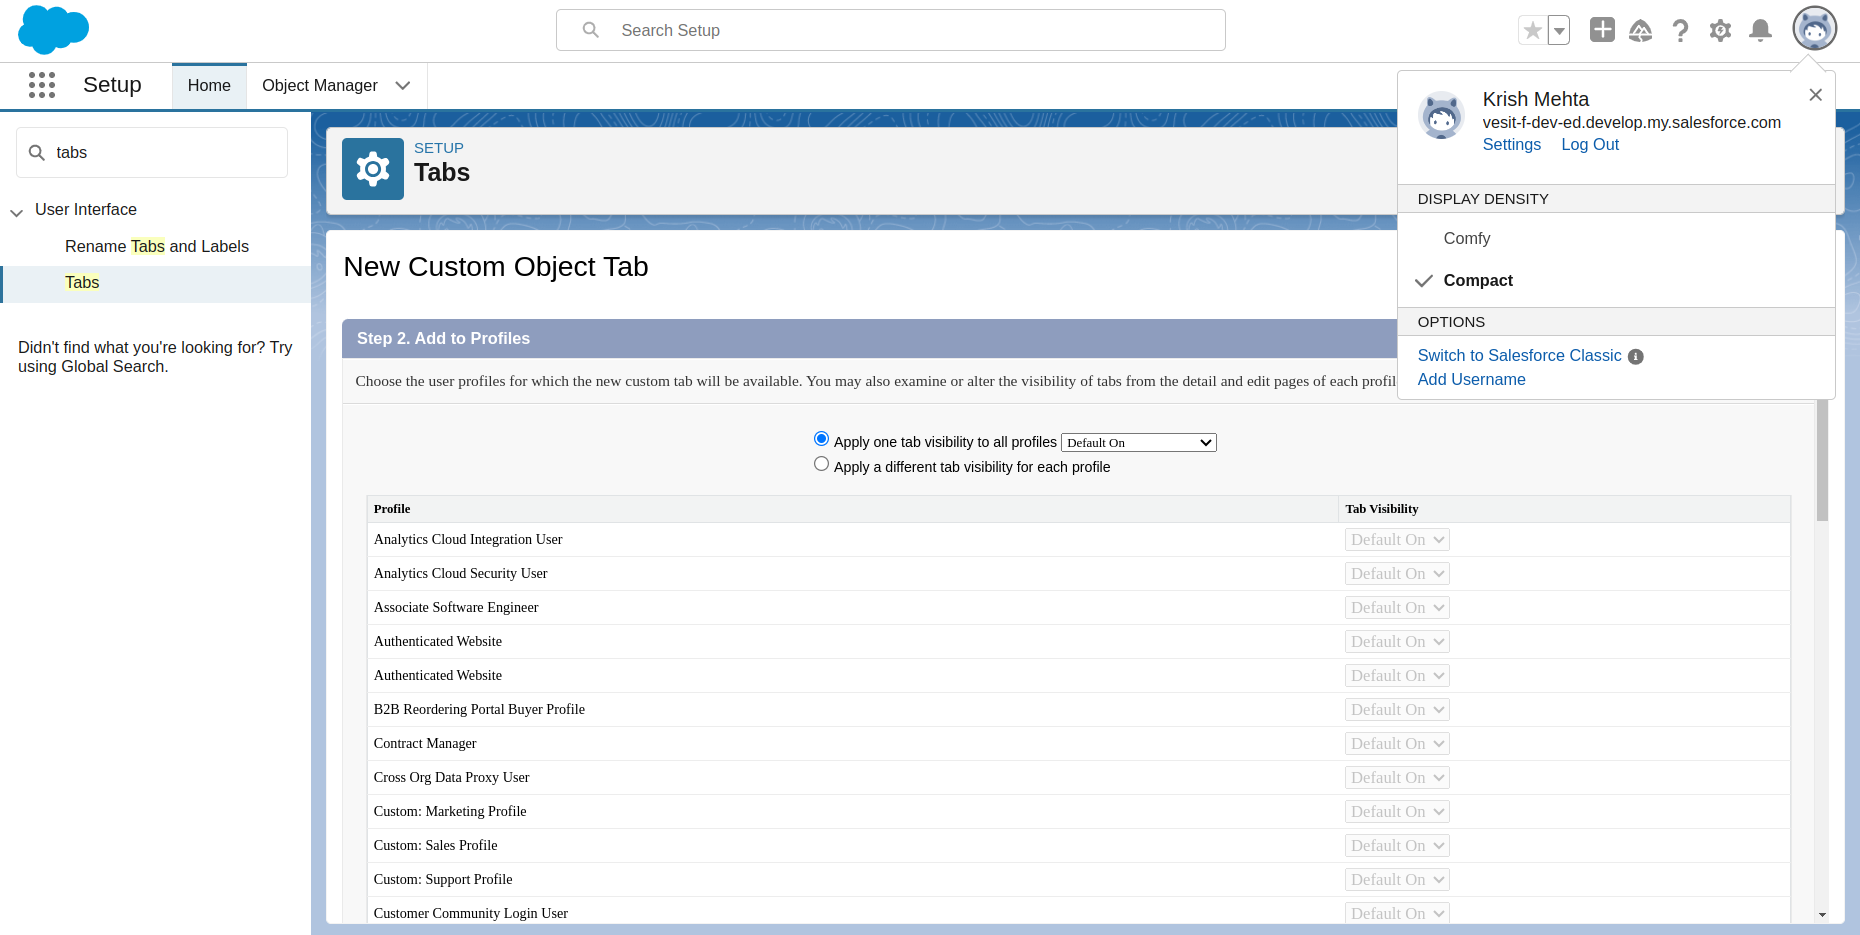 Search Setup
Setup
Home
Object Manager
tabs
User Interface
Rename Tabs and Labels
Tabs
Didn't find what you're looking for? Try
using Global Search.
SETUP
Tabs
New Custom Object Tab
Step 2. Add to Profiles
Choose the user profiles for which the new custom tab will be available. You may also examine or alter the visibility of tabs from the detail and edit pages of each
Apply one tab visibility to all profiles Default On
Apply a different tab visibility for each profile
Profile Tab Visibility
Analytics Cloud Integration User Default On
Analytics Cloud Security User Default On
Associate Software Engineer Default On
Authenticated Website Default On
Authenticated Website Default On
B2B Reordering Portal Buyer Profile Default On
Contract Manager Default On
Cross Org Data Proxy User Default On
Custom: Marketing Profile Default On
Custom: Sales Profile Default On
Custom: Support Profile Default On
Customer Community Login User Default On
Krish Mehta
vesit-f-dev-ed.develop.my.salesforce.com
Settings Log Out
DISPLAY DENSITY
Comfy
Compact
OPTIONS
Switch to Salesforce Classic
Add Username